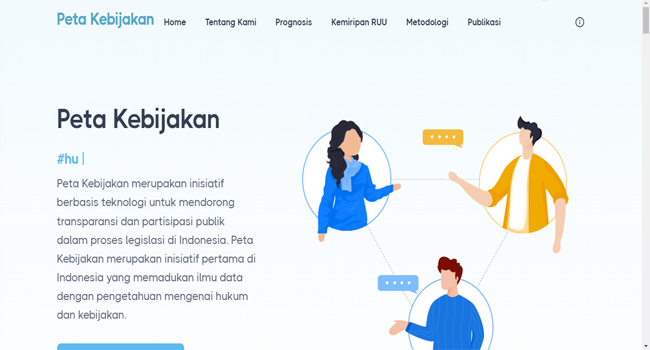 Peta Kebijakan Home Tentang Kami Prognosis Kemiripan RUU Metodologi Publikasi
Peta Kebijakan
#hu |
Peta Kebijakan merupakan inisiatif
berbasis teknologi untuk mendorong
transparansi dan partisipasi publik
dalam proses legislasi di Indonesia. Peta
Kebijakan merupakan inisiatif pertama di
Indonesia yang memadukan ilmu data
dengan pengetahuan mengenai hukum
dan kebijakan.